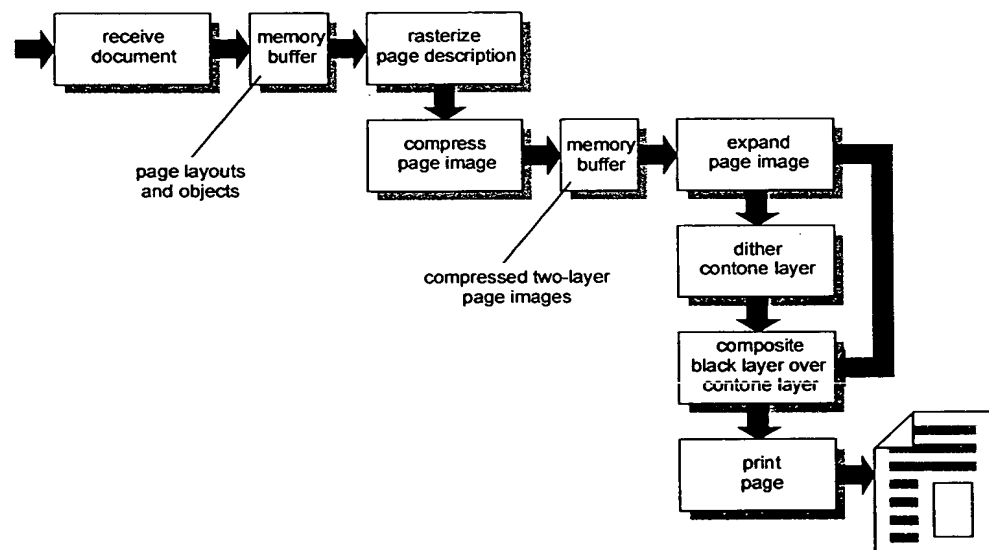 receive
document
memory
buffer
rasterize
page description
page layouts
and objects
compress
page image
memory
buffer
expand
page image
compressed two-layer
page images
dither
contone layer
composite
black layer over
contone layer
print
page